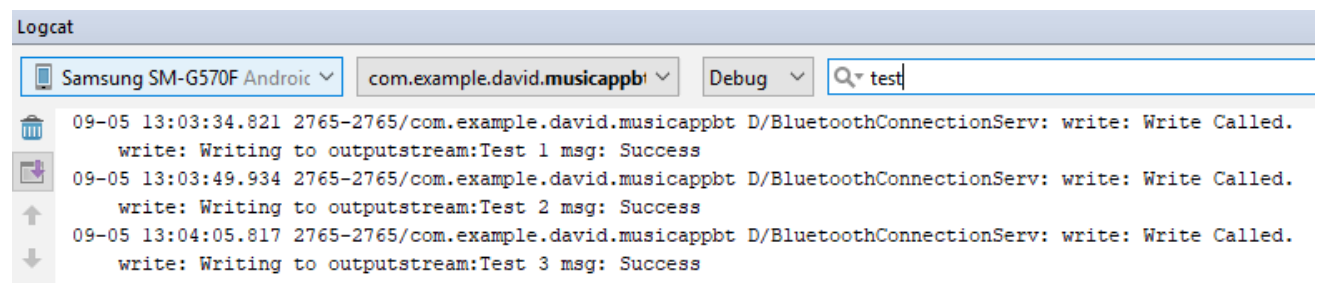 Logcat
Samsung SM-G570F Android com.example.david.musicappbt Debug test
09-05 13:03:34.821 2765-2765/com.example.david.musicappbt D/BluetoothConnectionServ: write: Write Called.
write: Writing to outputstream:Test 1 msg: Success
09-05 13:03:49.934 2765-2765/com.example.david.musicappbt D/BluetoothConnectionServ: write: Write Called.
write: Writing to outputstream:Test 2 msg: Success
09-05 13:04:05.817 2765-2765/com.example.david.musicappbt D/BluetoothConnectionServ: write: Write Called.
write: Writing to outputstream:Test 3 msg: Success